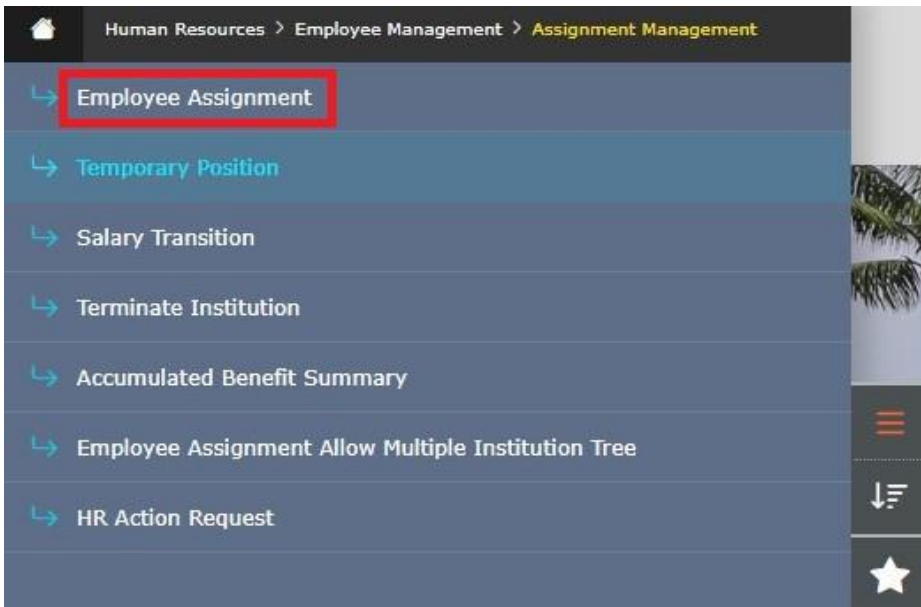 Human Resources > Employee Management > Assignment Management
Employee Assignment
Temporary Position
Salary Transition
Terminate Institution
Accumulated Benefit Summary
Employee Assignment Allow Multiple Institution Tree
HR Action Request